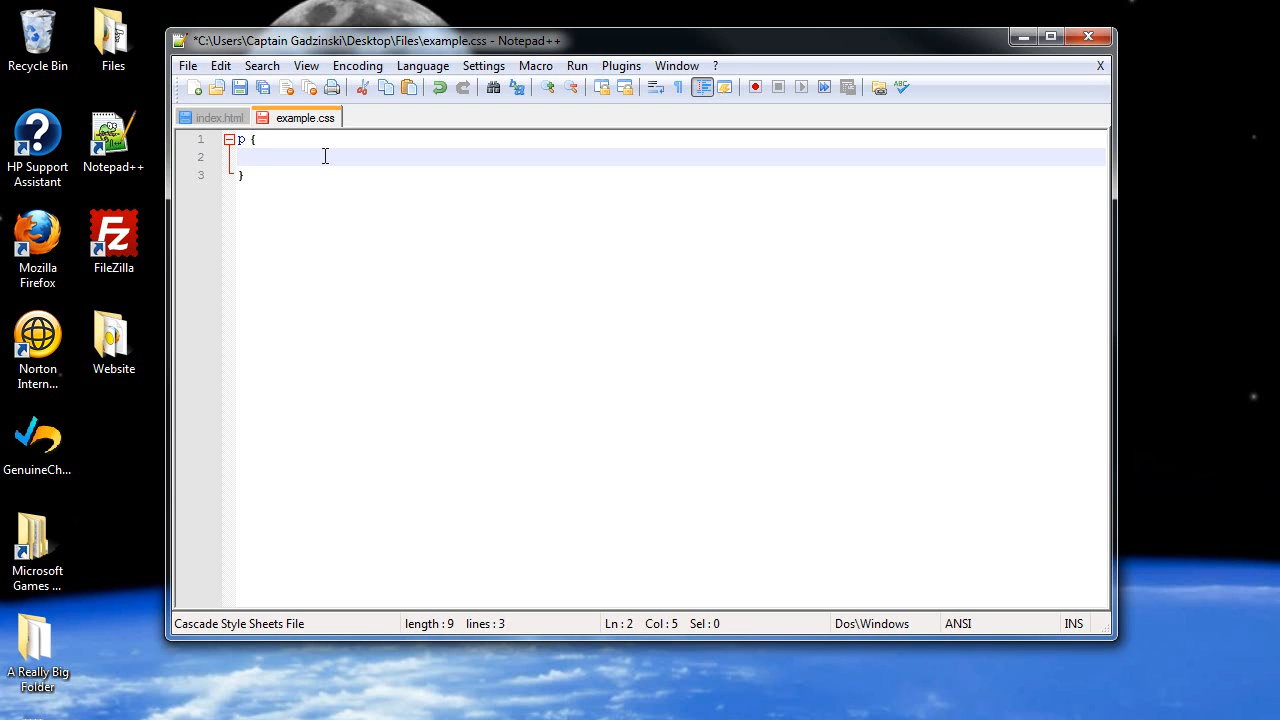 *C:\Users\Captain Gadzinski\Desktop\Files\example.css - Notepad++
File Edit Search View Encoding Language Settings Macro Run Plugins Window ? X
index.html example.css
1 p {
2
3 }
Cascade Style Sheets File length : 9 lines : 3 Ln : 2 Col : 5 Sel : 0 Dos\Windows ANSI INS
Recycle Bin
Files
HP Support
Assistant
Notepad++
Mozilla
Firefox
FileZilla
Norton
Intern...
Website
GenuineCh...
Microsoft
Games ...
A Really Big
Folder